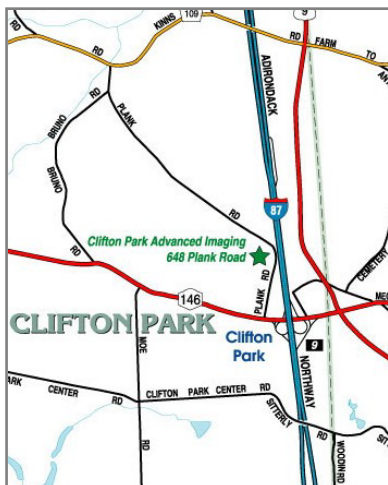 109
9
KINNS
RD
RD
FARM
TO
RD
ADIRONDACK
PLANK
BRUNO
RD
BRUNO
RD
87
RD
Clifton Park Advanced Imaging
648 Plank Road
CEMETERY
PLANK RD
146
CLIFTON PARK
Clifton
Park
9
MOE
RD
NORTHWAY
PARK CENTER RD
CLIFTON PARK CENTER RD
SITTERLY
RD
WOODIN RD